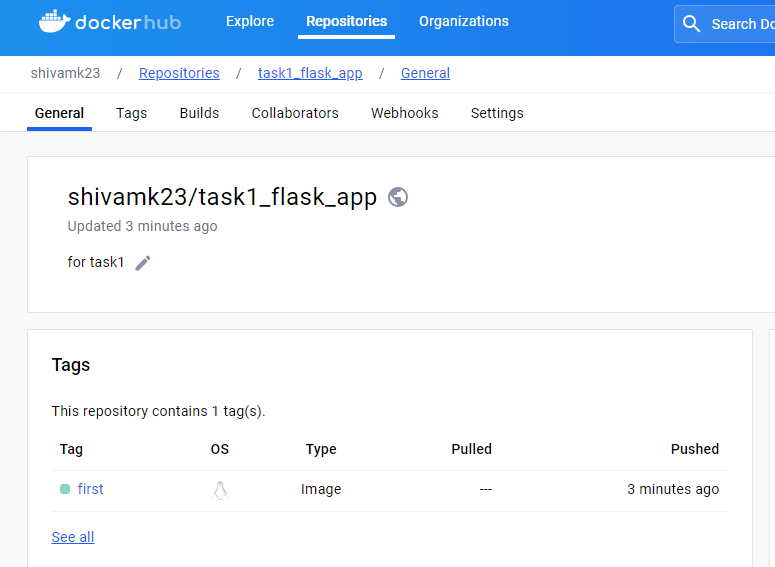 dockerhub Explore Repositories Organizations Search Do
shivamk23 / Repositories / task1_flask_app / General
General Tags Builds Collaborators Webhooks Settings
shivamk23/task1_flask_app
Updated 3 minutes ago
for task1
Tags
This repository contains 1 tag(s).
Tag OS Type Pulled Pushed
first Image --- 3 minutes ago
See all